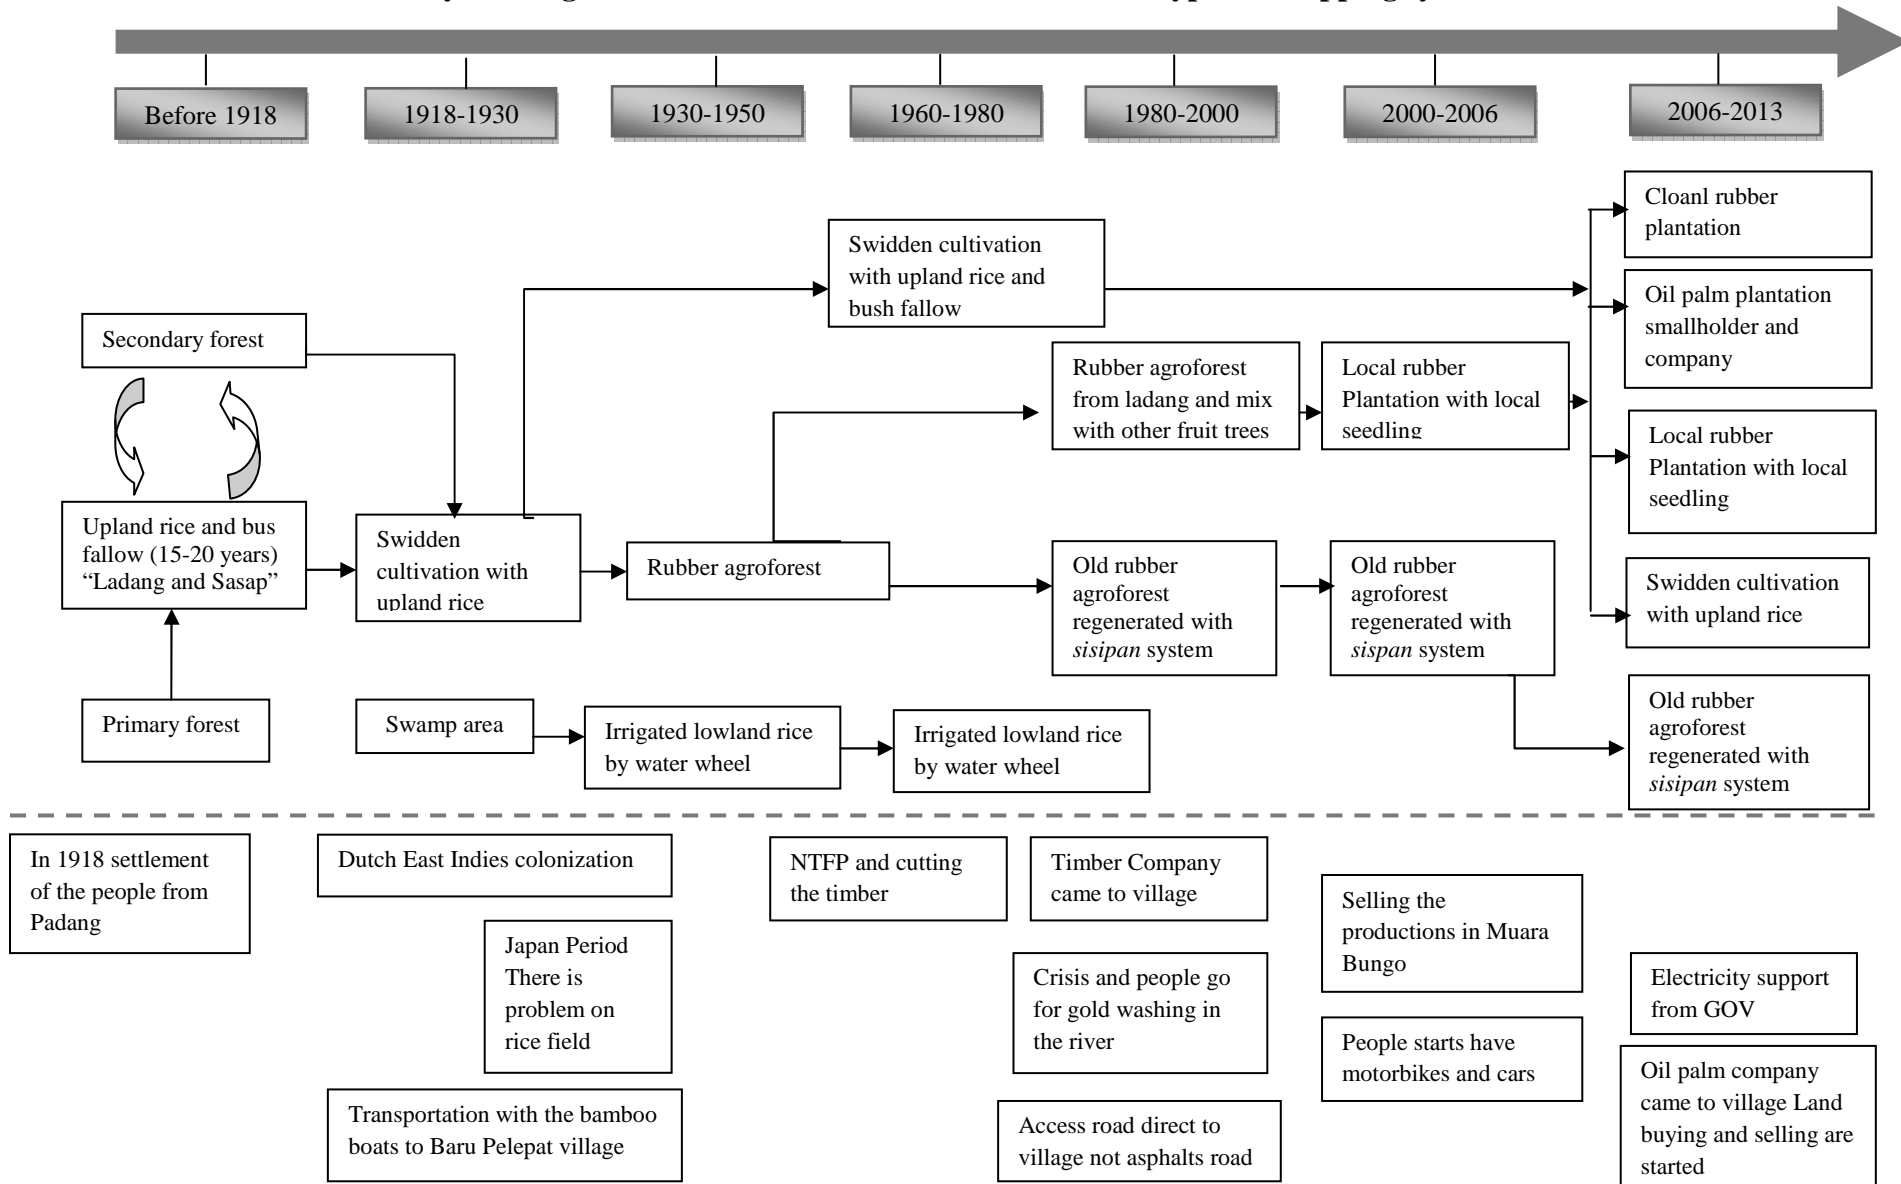 Before 1918
1918-1930
1930-1950
1960-1980
1980-2000
2000-2006
2006-2013
Cloanl rubber
plantation
Swidden cultivation
with upland rice and
bush fallow
Oil palm plantation
smallholder and
company
Secondary forest
Rubber agroforest
from ladang and mix
with other fruit trees
Local rubber
Plantation with local
seedling
Local rubber
Plantation with local
seedling
Upland rice and bus
fallow (15-20 years)
“Ladang and Sasap”
Swidden
cultivation with
upland rice
Rubber agroforest
Old rubber
agroforest
regenerated with
sisipan system
Old rubber
agroforest
regenerated with
sispan system
Swidden cultivation
with upland rice
Primary forest
Swamp area
Irrigated lowland rice
by water wheel
Irrigated lowland rice
by water wheel
Old rubber
agroforest
regenerated with
sisipan system
In 1918 settlement
of the people from
Padang
Dutch East Indies colonization
Japan Period
There is
problem on
rice field
Transportation with the bamboo
boats to Baru Pelepat village
NTFP and cutting
the timber
Timber Company
came to village
Crisis and people go
for gold washing in
the river
Access road direct to
village not asphalts road
Selling the
productions in Muara
Bungo
People starts have
motorbikes and cars
Electricity support
from GOV
Oil palm company
came to village Land
buying and selling are
started